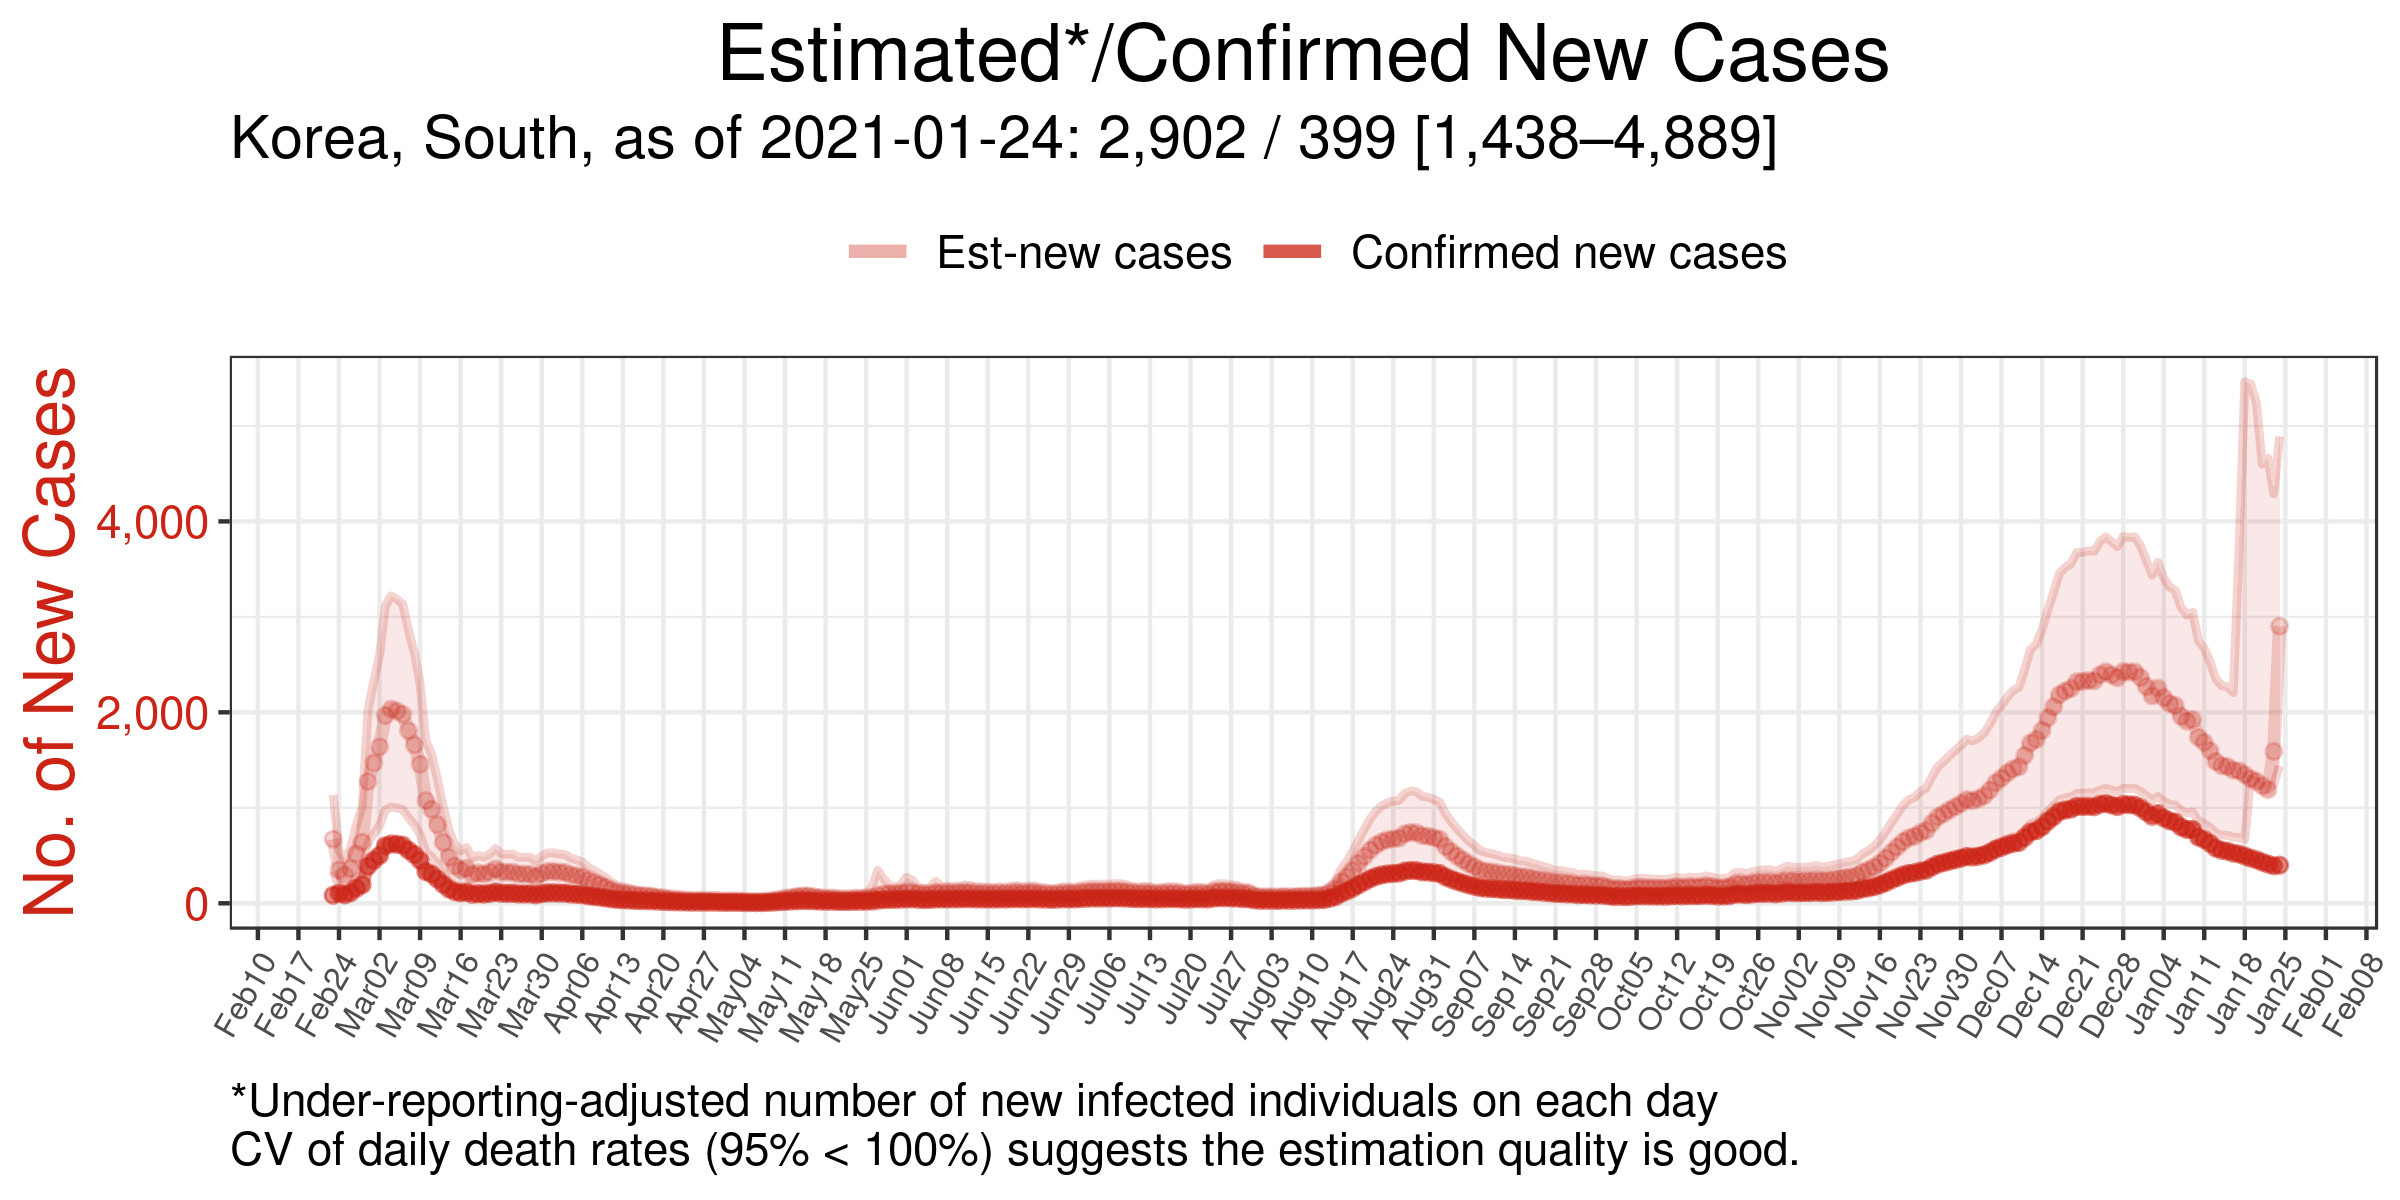 Estimated*/Confirmed New Cases
Korea, South, as of 2021-01-24: 2,902 / 399 [1,438–4,889]
Est-new cases Confirmed new cases
No. of New Cases
4,000
2,000
0
Feb10 Feb17 Feb24 Mar02 Mar09 Mar16 Mar23 Mar30 Apr06 Apr13 Apr20 Apr27 May04 May11 May18 May25 Jun01 Jun08 Jun15 Jun22 Jun29 Jul06 Jul13 Jul20 Jul27 Aug03 Aug10 Aug17 Aug24 Aug31 Sep07 Sep14 Sep21 Sep28 Oct05 Oct12 Oct19 Oct26 Nov02 Nov09 Nov16 Nov23 Nov30 Dec07 Dec14 Dec21 Dec28 Jan04 Jan11 Jan18 Jan25 Feb01 Feb08
*Under-reporting-adjusted number of new infected individuals on each day
CV of daily death rates (95% < 100%) suggests the estimation quality is good.